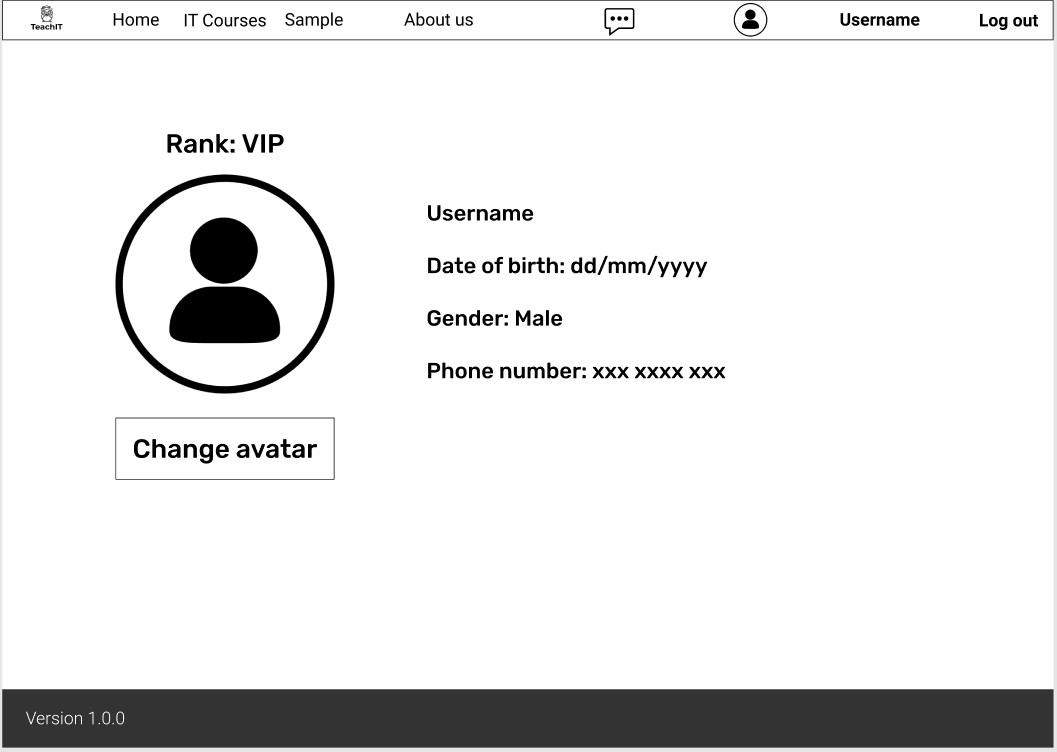 TeachIT
Home IT Courses Sample About us Username Log out
Rank: VIP
Username
Date of birth: dd/mm/yyyy
Gender: Male
Phone number: xxx xxxx xxx
Change avatar
Version 1.0.0